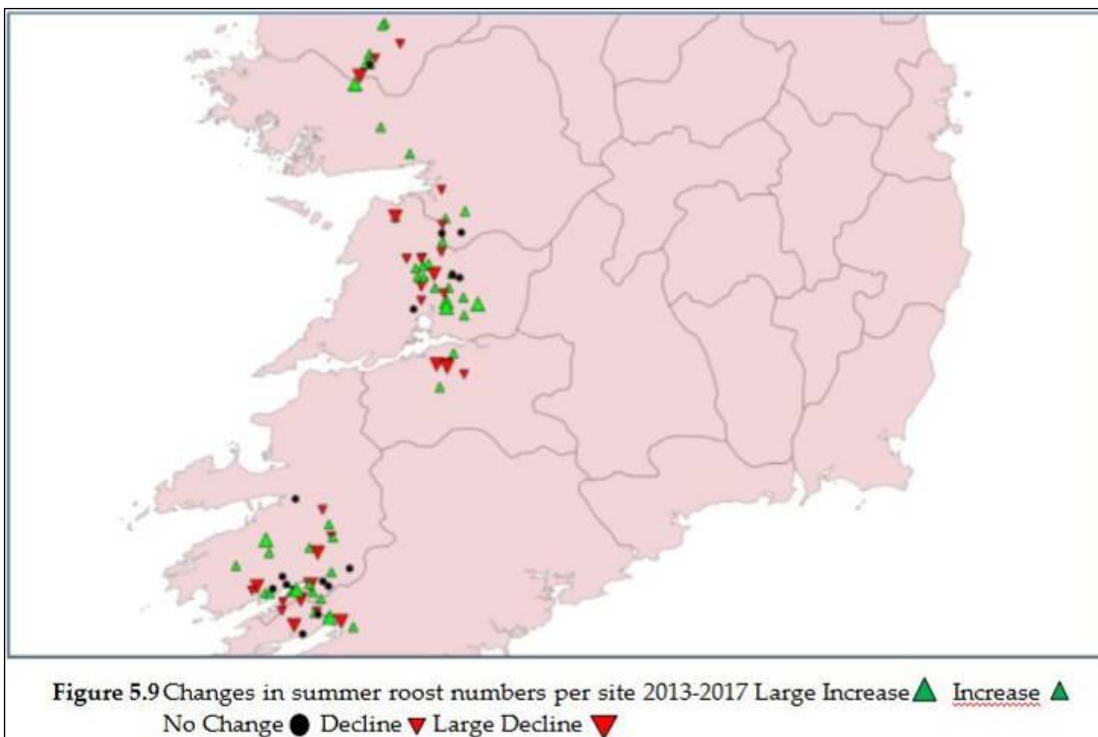 Figure 5.9 Changes in summer roost numbers per site 2013-2017 Large Increase Increase
No Change Decline Large Decline